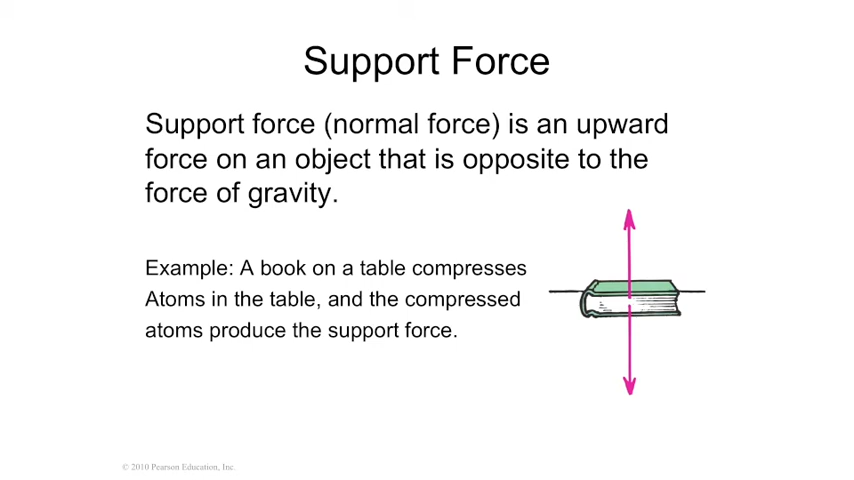 Support Force
Support force (normal force) is an upward
force on an object that is opposite to the
force of gravity.
Example: A book on a table compresses
Atoms in the table, and the compressed
atoms produce the support force.
© 2010 Pearson Education, Inc.